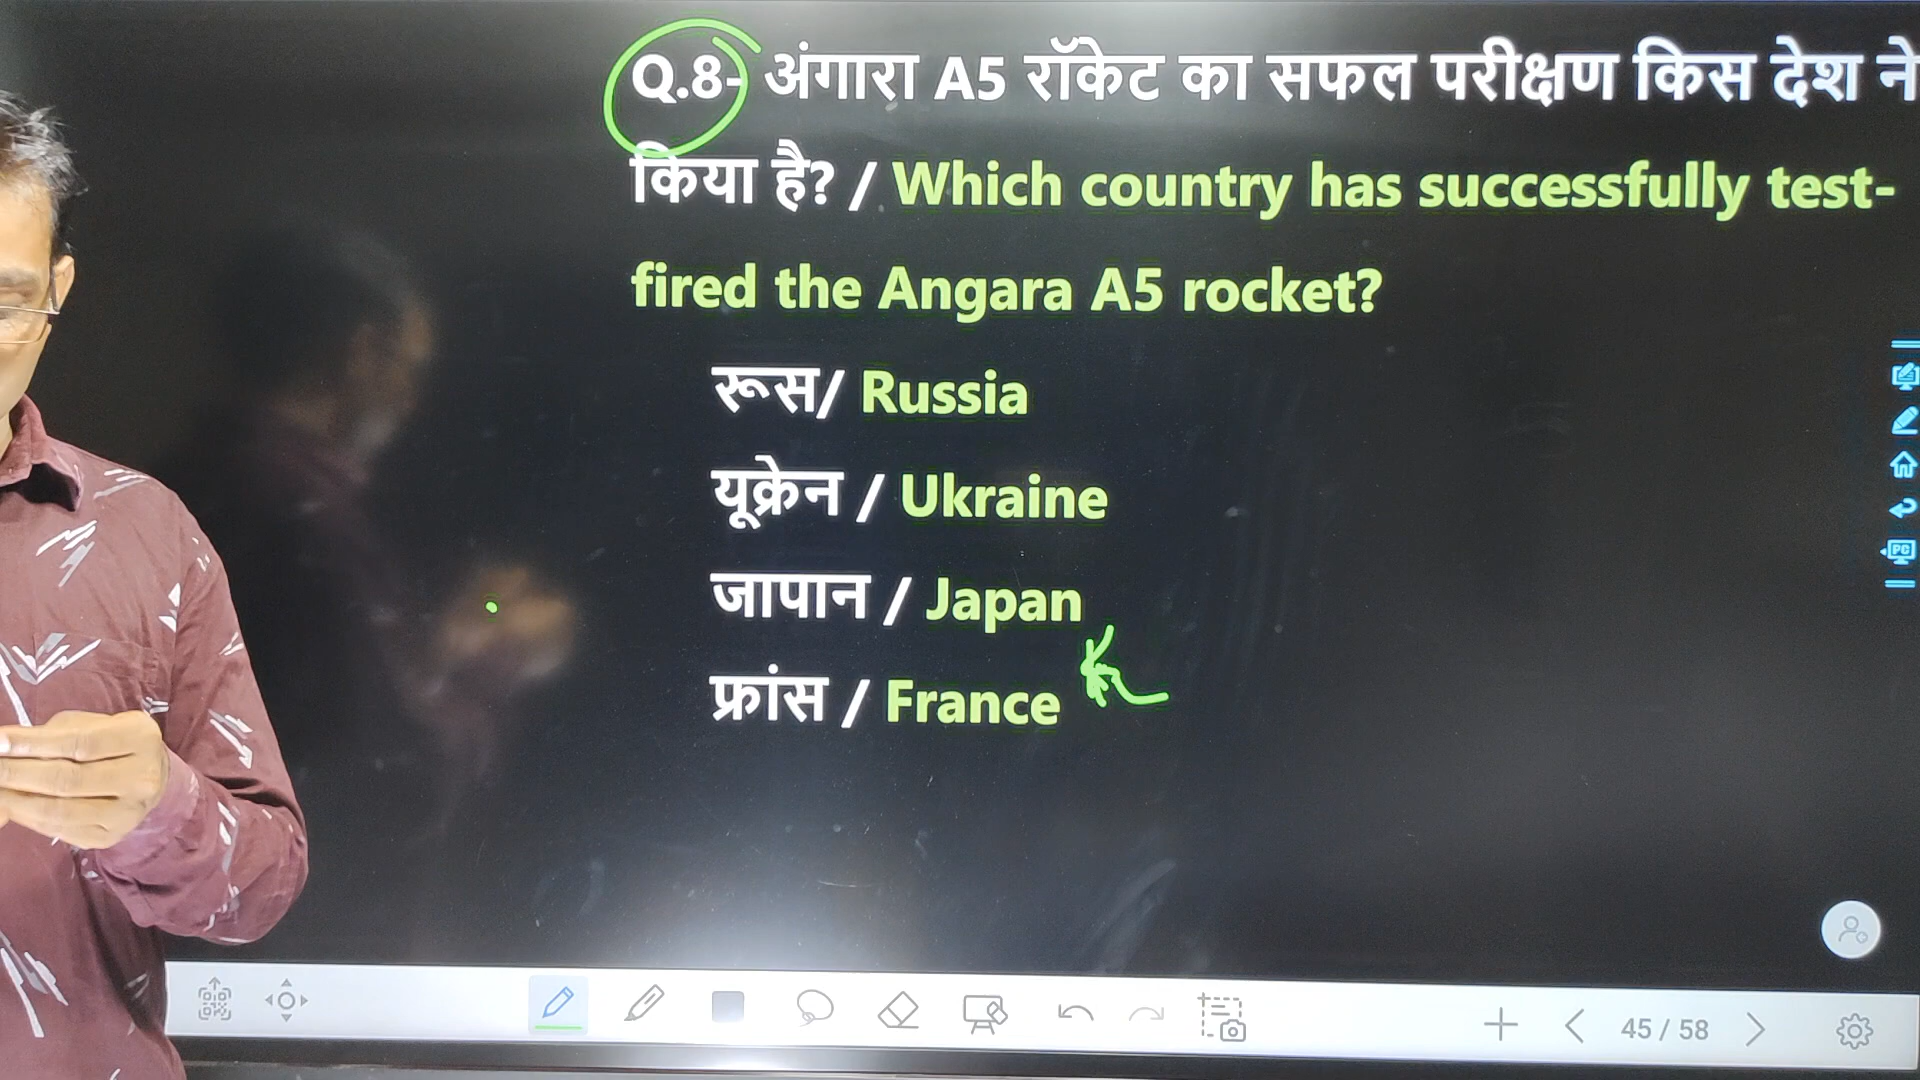 Q.8- अंगारा A5 रॉकेट का सफल परीक्षण किस देश ने
किया है? / Which country has successfully test-
fired the Angara A5 rocket?
रूस/ Russia
यूक्रेन / Ukraine
जापान / Japan
फ्रांस / France
PC
45 / 58